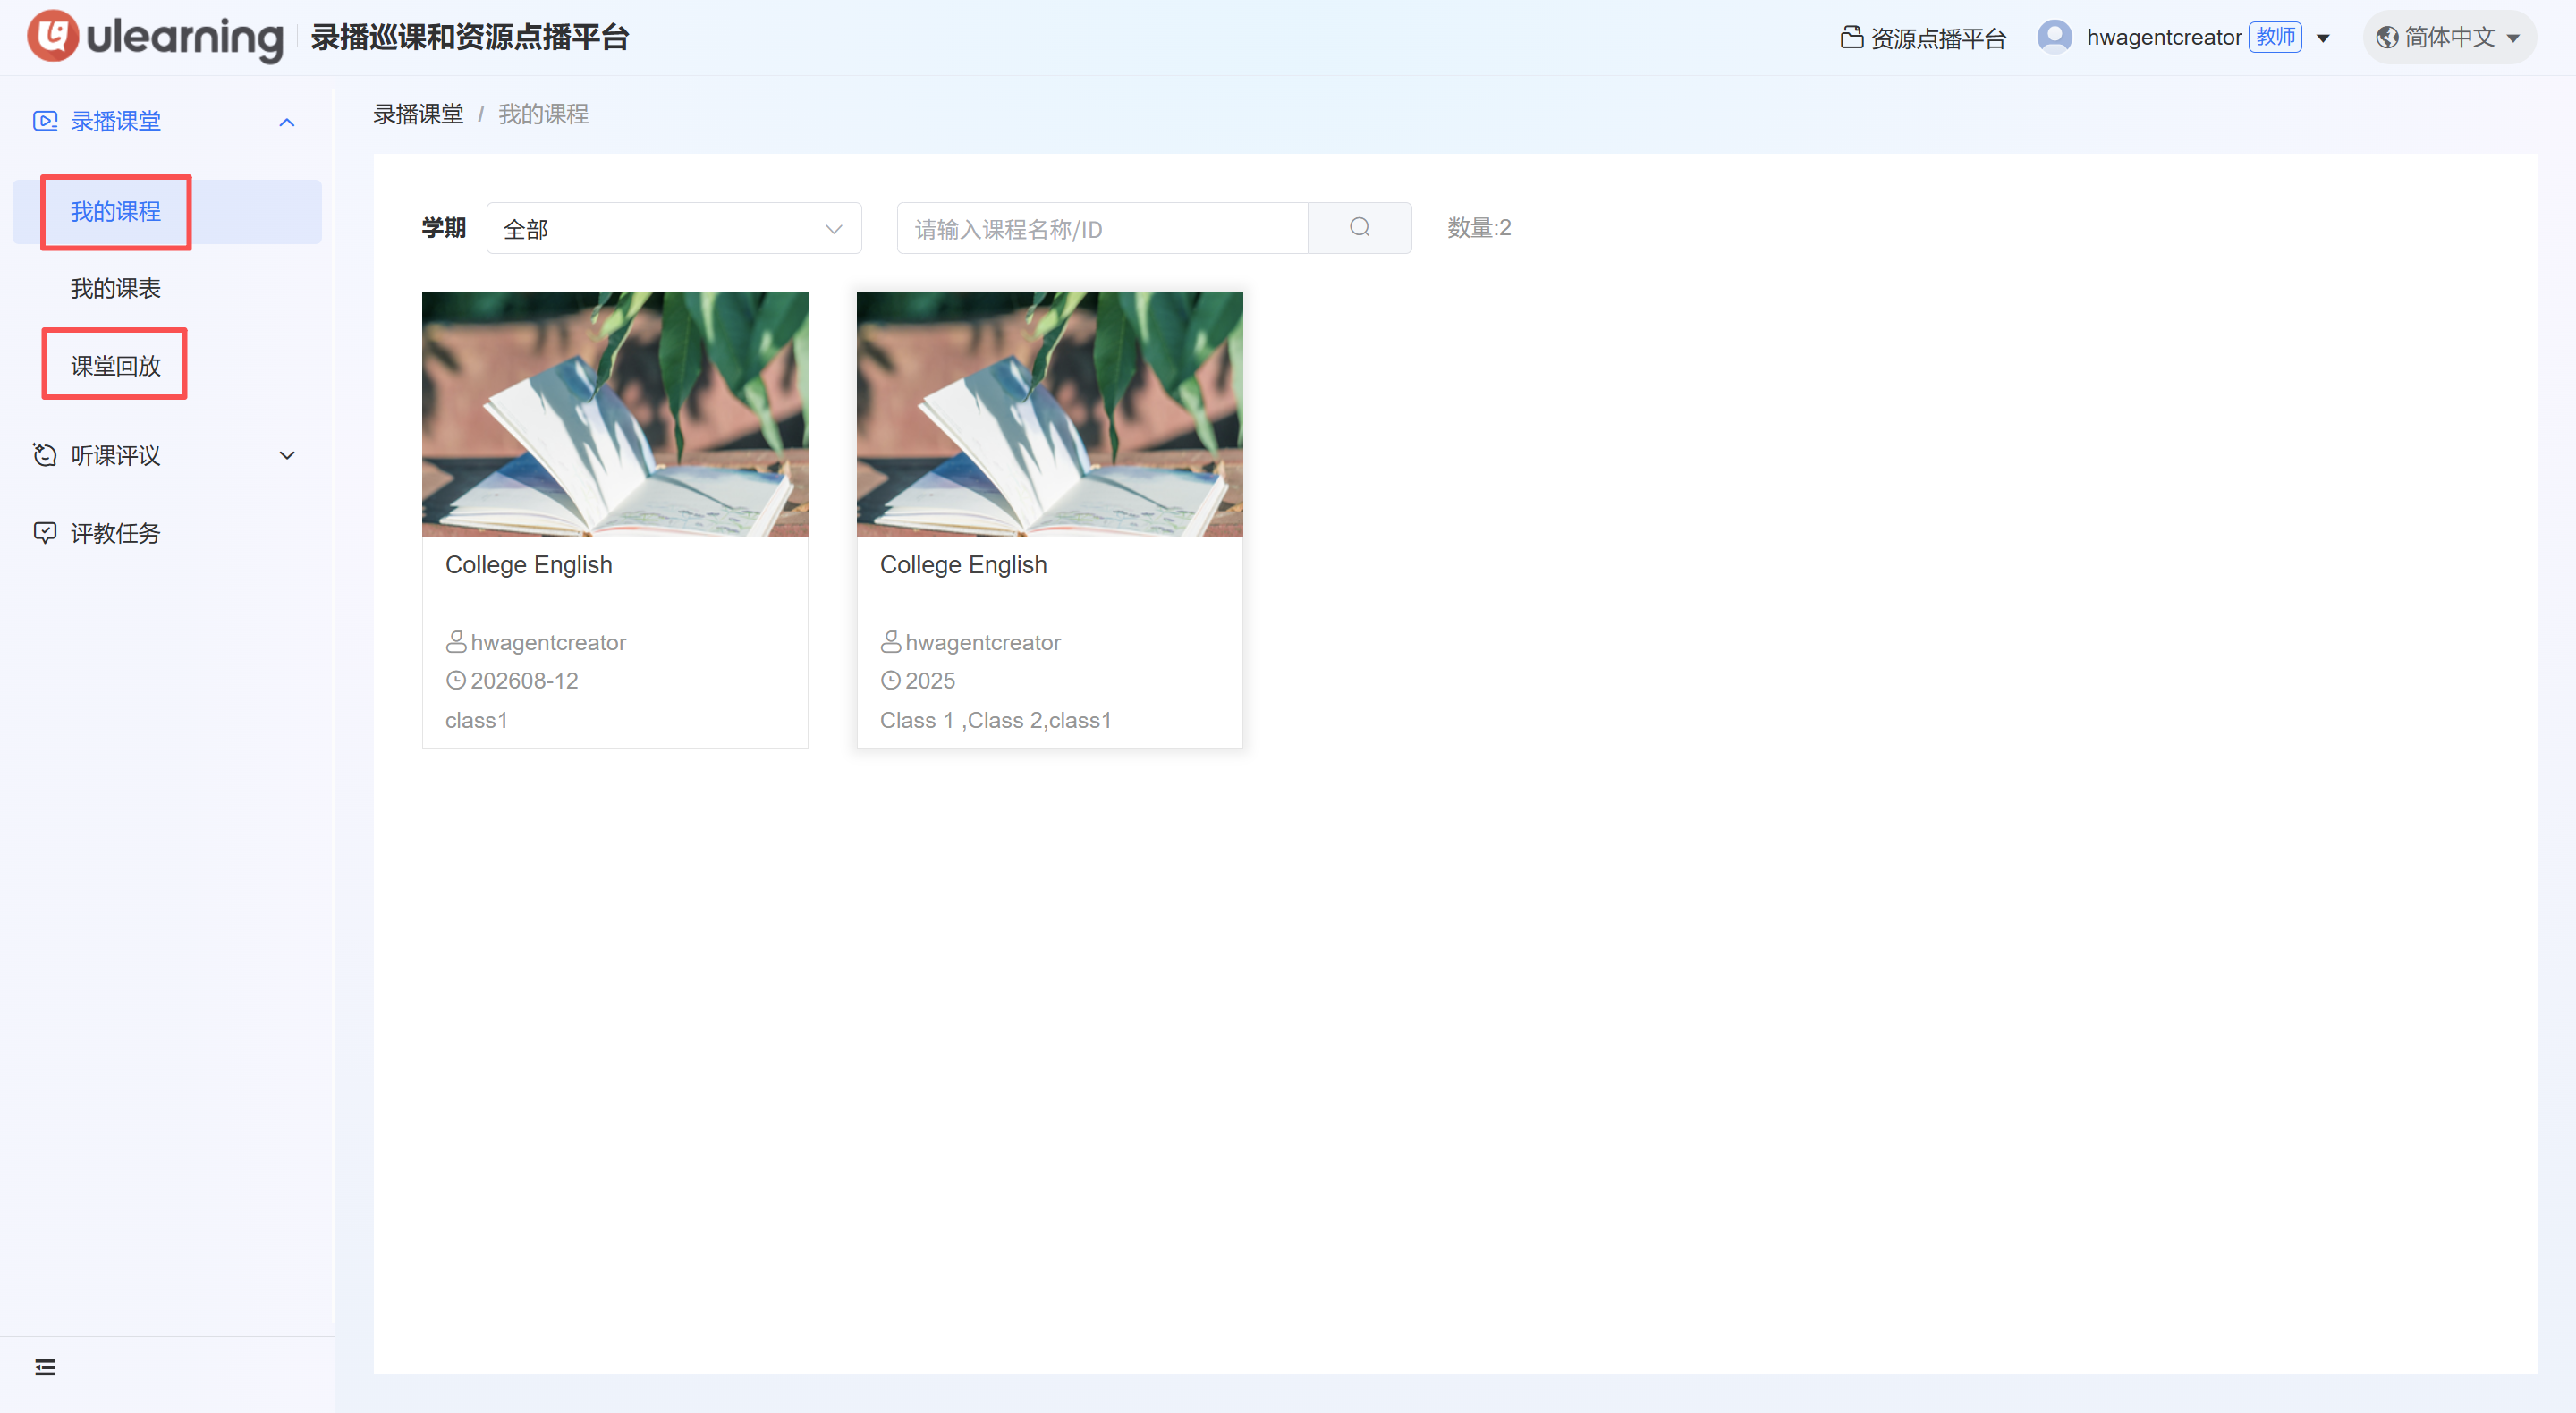 ulearning 录播巡课和资源点播平台 资源点播平台 hwagentcreator 教师 简体中文
录播课堂
我的课程
我的课表
课堂回放
听课评议
评教任务
录播课堂 / 我的课程
学期 全部 请输入课程名称/ID 数量:2
College English
hwagentcreator
202608-12
class1
College English
hwagentcreator
2025
Class 1 ,Class 2,class1